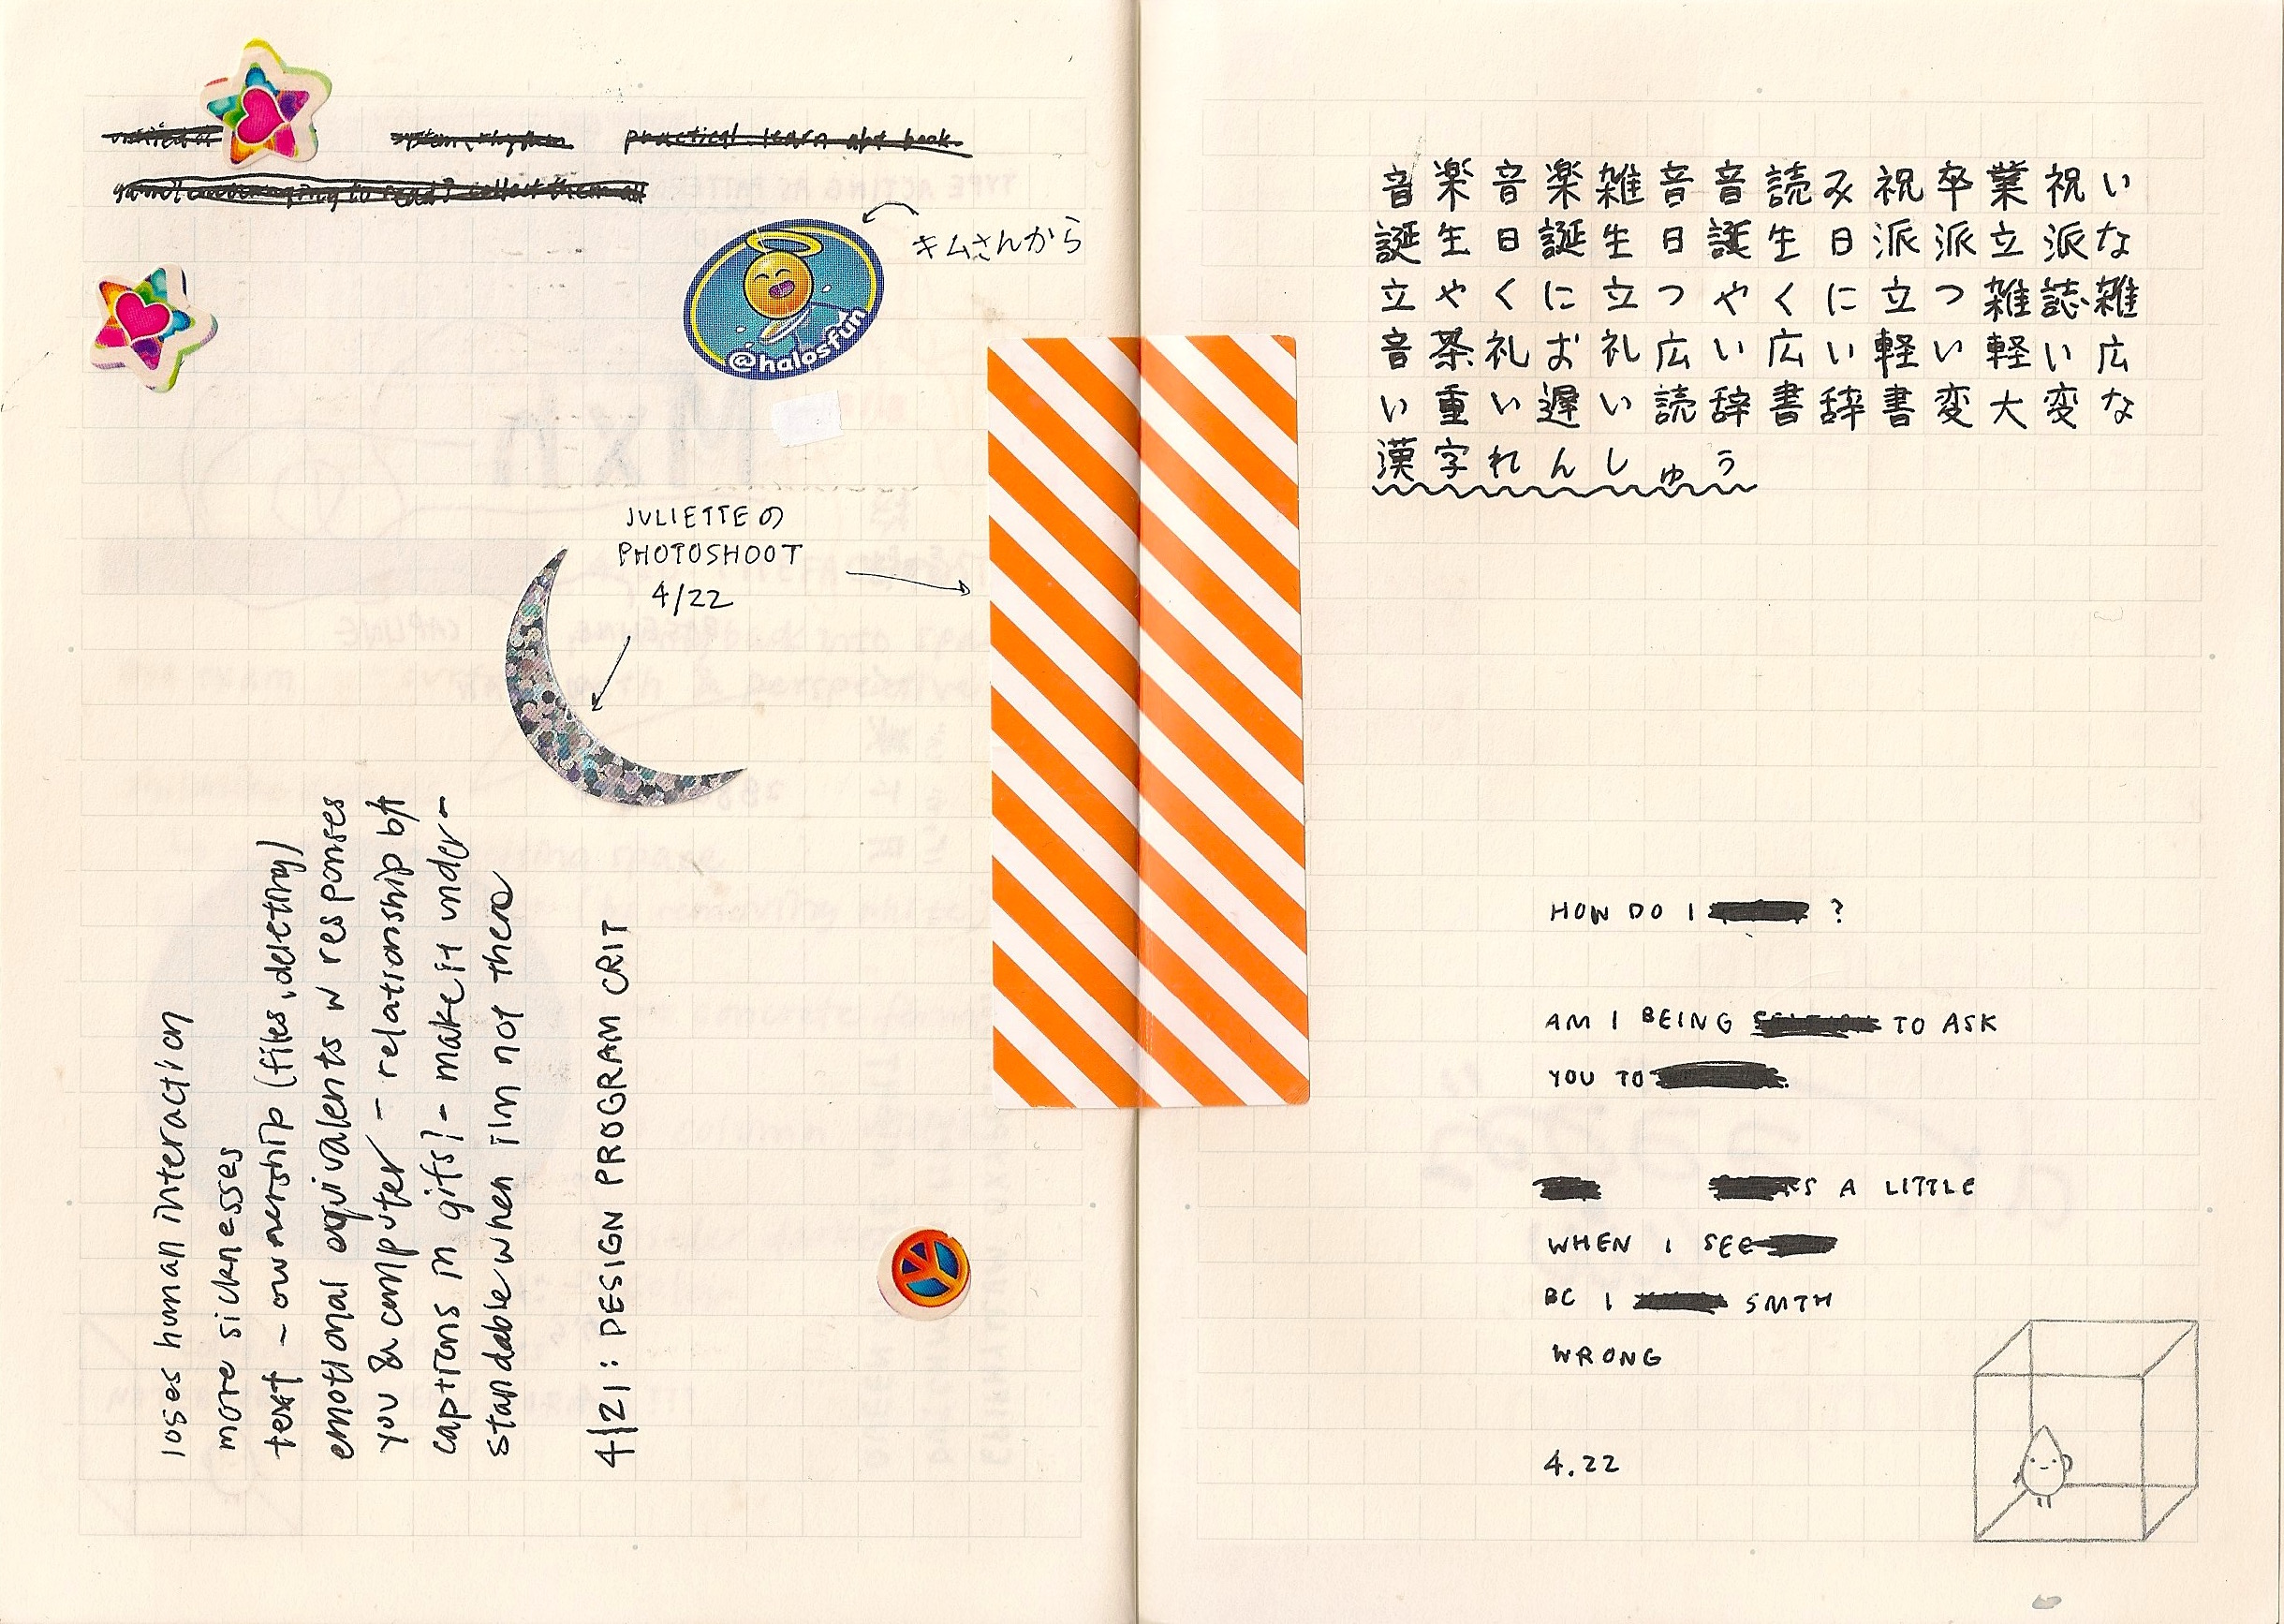 practical. learn abt book.
キムさんから
@halosfun
JULIETTEの
PHOTOSHOOT
4/22
4/21: DESIGN PROGRAM CRIT
loses human interaction
more sicknesses
text - ownership (files, deleting)
emotional equivalents w responses
you & computer - relationship b/t
captions in gifs] - make it under-
standable when i'm not there
音楽音楽雑音音読み祝卒業祝い
誕生日誕生日誕生日派派立派な
立やくに立つやくに立つ雑誌雑
音茶礼お礼広い広い軽い軽い広
い重い遅い読辞書辞書変大変な
漢字れんしゅう
HOW DO I ?
AM I BEING TO ASK
YOU TO
A LITTLE
WHEN I SEE
BC I SMTH
WRONG
4.22